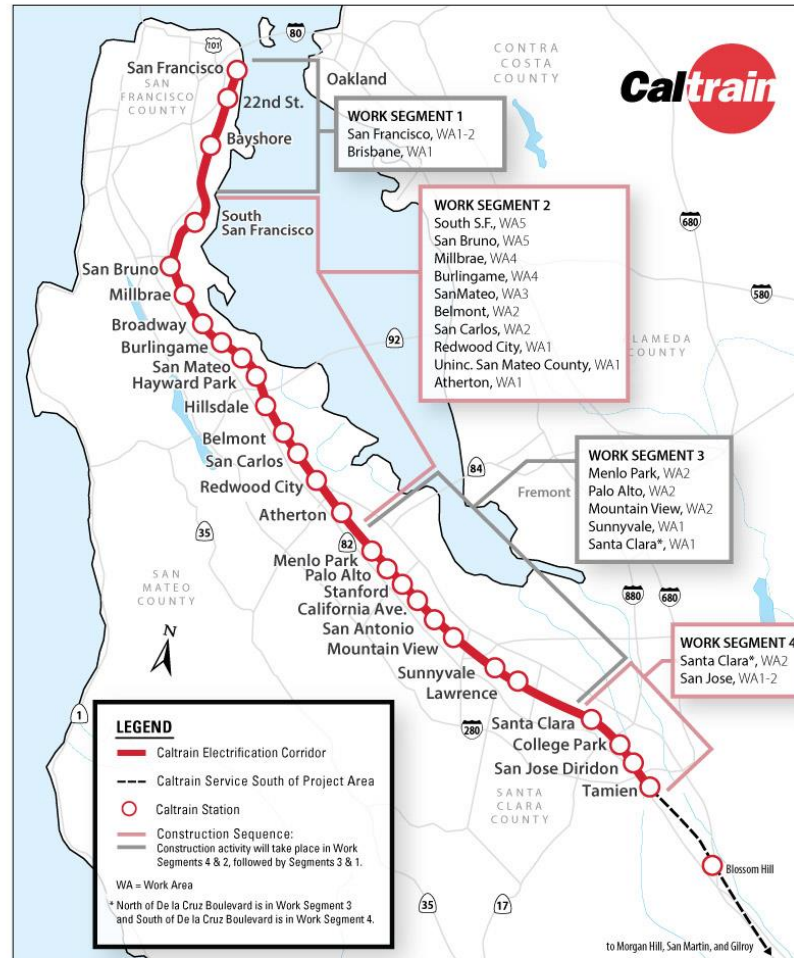 101
80
CONTRA
COSTA
COUNTY
Caltrain
San Francisco
SAN
FRANCISCO
COUNTY
Oakland
22nd St.
Bayshore
WORK SEGMENT 1
San Francisco, WA1-2
Brisbane, WA1
South
San Francisco
WORK SEGMENT 2
South S.F., WA5
San Bruno, WA5
Millbrae, WA4
Burlingame, WA4
SanMateo, WA3
Belmont, WA2
San Carlos, WA2
Redwood City, WA1
Uninc. San Mateo County, WA1
Atherton, WA1
680
580
San Bruno
Millbrae
Broadway
Burlingame
San Mateo
Hayward Park
Hillsdale
Belmont
San Carlos
Redwood City
Atherton
92
ALAMEDA
COUNTY
84
Fremont
WORK SEGMENT 3
Menlo Park, WA2
Palo Alto, WA2
Mountain View, WA2
Sunnyvale, WA1
Santa Clara*, WA1
35
82
SAN
MATEO
COUNTY
N
1
Menlo Park
Palo Alto
Stanford
California Ave.
San Antonio
Mountain View
Sunnyvale
Lawrence
880
680
WORK SEGMENT 4
Santa Clara*, WA2
San Jose, WA1-2
280
Santa Clara
College Park
San Jose Diridon
Tamien
SANTA
CLARA
COUNTY
LEGEND
Caltrain Electrification Corridor
Caltrain Service South of Project Area
Caltrain Station
Construction Sequence:
Construction activity will take place in Work
Segments 4 & 2, followed by Segments 3 & 1.
WA = Work Area
* North of De la Cruz Boulevard is in Work Segment 3
and South of De la Cruz Boulevard is in Work Segment 4.
35
17
Blossom Hill
to Morgan Hill, San Martin, and Gilroy